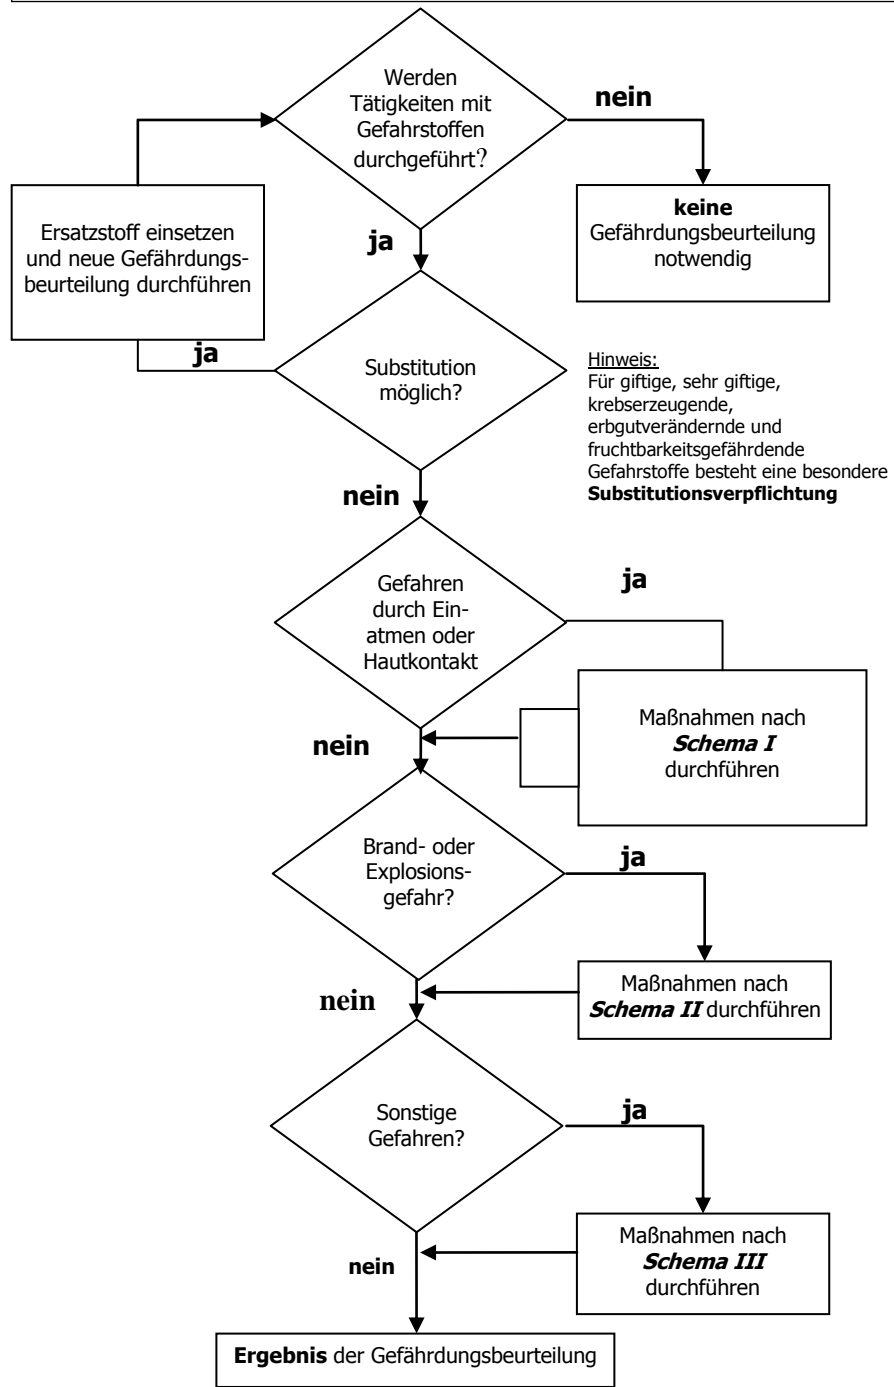 Werden
Tätigkeiten mit
Gefahrstoffen
durchgeführt?
nein
keine
Gefährdungsbeurteilung
notwendig
Ersatzstoff einsetzen
und neue Gefährdungs-
beurteilung durchführen
ja
ja
Substitution
möglich?
Hinweis:
Für giftige, sehr giftige,
krebserzeugende,
erbgutverändernde und
fruchtbarkeitsgefährdende
Gefahrstoffe besteht eine besondere
Substitutionsverpflichtung
nein
Gefahren
durch Ein-
atmen oder
Hautkontakt
ja
Maßnahmen nach
Schema I
durchführen
nein
Brand- oder
Explosions-
gefahr?
ja
Maßnahmen nach
Schema II durchführen
nein
Sonstige
Gefahren?
ja
Maßnahmen nach
Schema III
durchführen
nein
Ergebnis der Gefährdungsbeurteilung